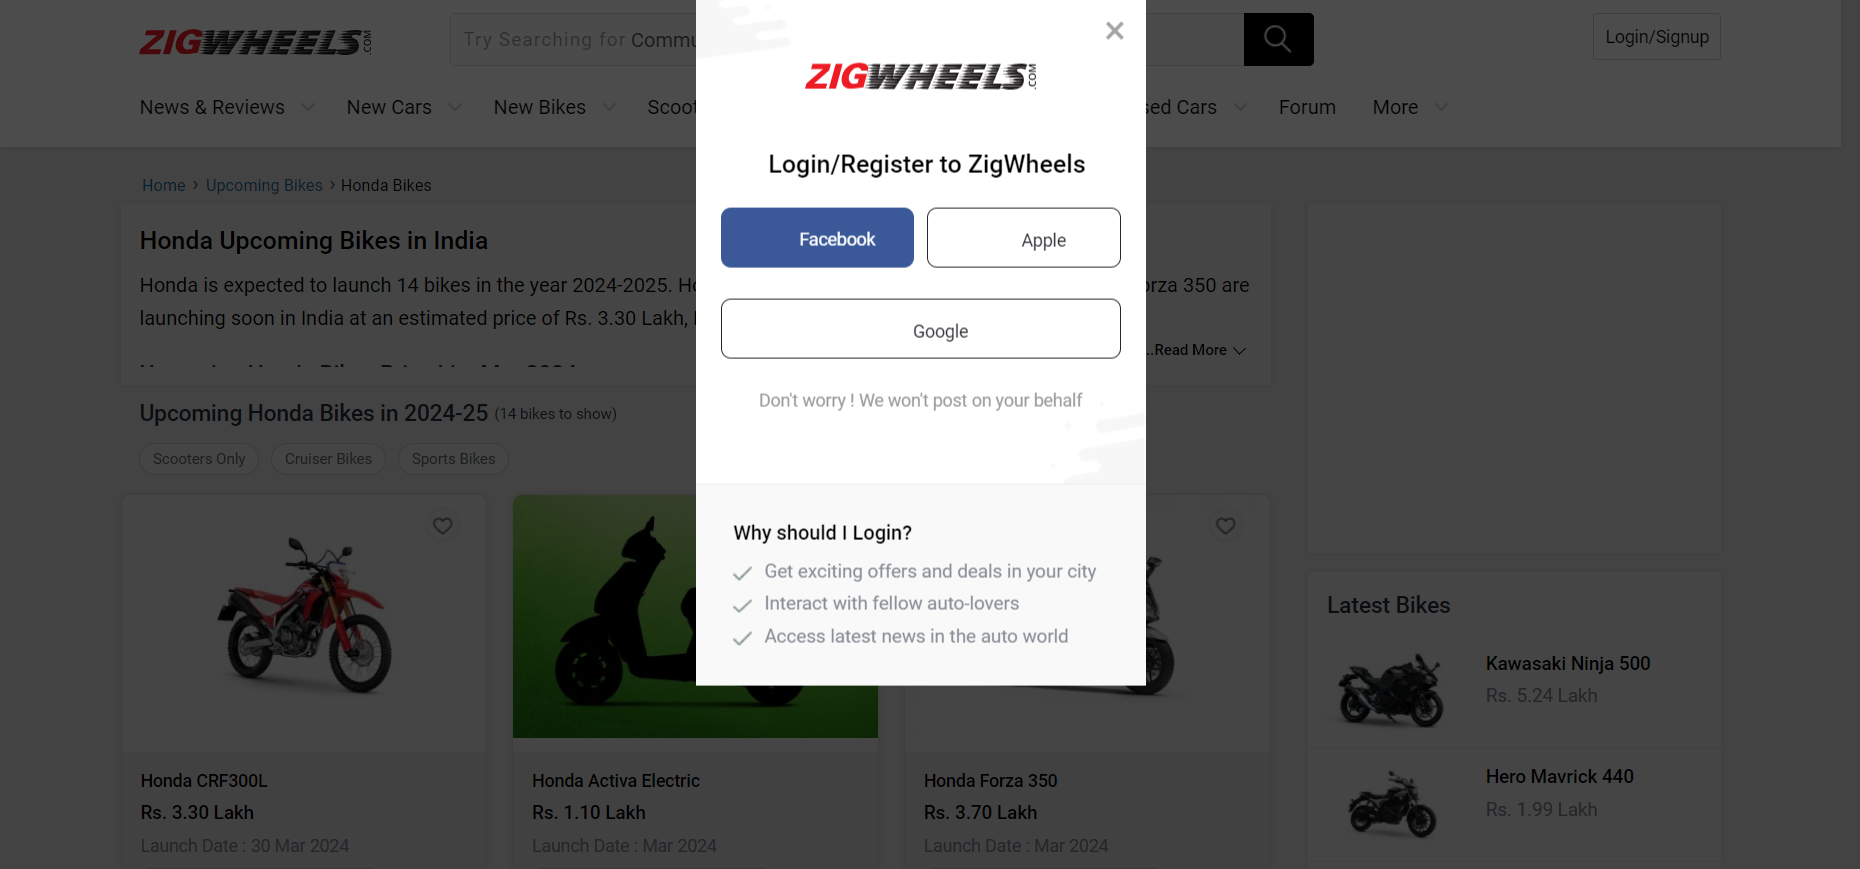 ZIGWHEELS.COM
Try Searching for Commu
Login/Signup
News & Reviews
New Cars
New Bikes
Scoot
sed Cars
Forum
More
ZIGWHEELS.COM
Login/Register to ZigWheels
Facebook
Apple
Google
Don't worry ! We won't post on your behalf
Why should I Login?
Get exciting offers and deals in your city
Interact with fellow auto-lovers
Access latest news in the auto world
Home › Upcoming Bikes › Honda Bikes
Honda Upcoming Bikes in India
Honda is expected to launch 14 bikes in the year 2024-2025. Ho
orza 350 are
launching soon in India at an estimated price of Rs. 3.30 Lakh,
...Read More
Upcoming Honda Bikes in 2024-25 (14 bikes to show)
Scooters Only
Cruiser Bikes
Sports Bikes
Honda CRF300L
Rs. 3.30 Lakh
Launch Date : 30 Mar 2024
Honda Activa Electric
Rs. 1.10 Lakh
Launch Date : Mar 2024
Honda Forza 350
Rs. 3.70 Lakh
Launch Date : Mar 2024
Latest Bikes
Kawasaki Ninja 500
Rs. 5.24 Lakh
Hero Mavrick 440
Rs. 1.99 Lakh